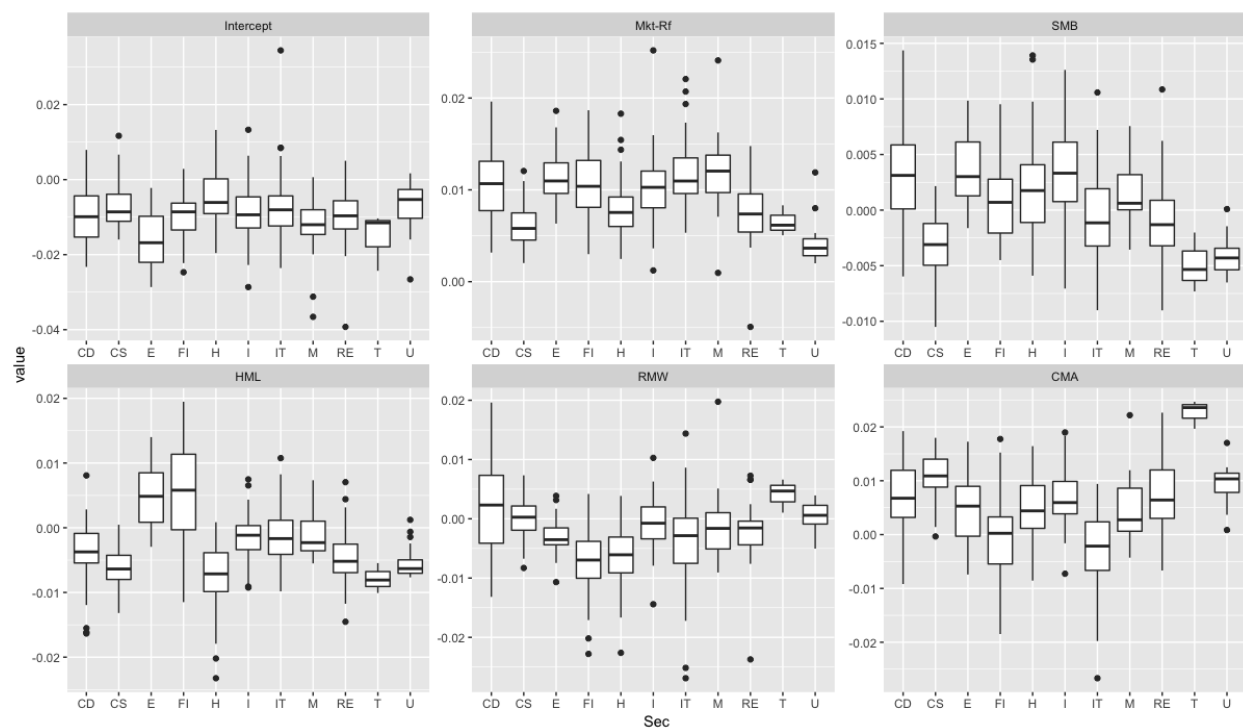 Intercept
Mkt-Rf
SMB
0.02
0.00
-0.02
-0.04
0.02
0.01
0.00
0.015
0.010
0.005
0.000
-0.005
-0.010
CD CS E FI H I IT M RE T U
CD CS E FI H I IT M RE T U
CD CS E FI H I IT M RE T U
value
HML
RMW
CMA
0.02
0.01
0.00
-0.01
-0.02
0.02
0.01
0.00
-0.01
-0.02
0.02
0.01
0.00
-0.01
-0.02
CD CS E FI H I IT M RE T U
CD CS E FI H I IT M RE T U
CD CS E FI H I IT M RE T U
Sec